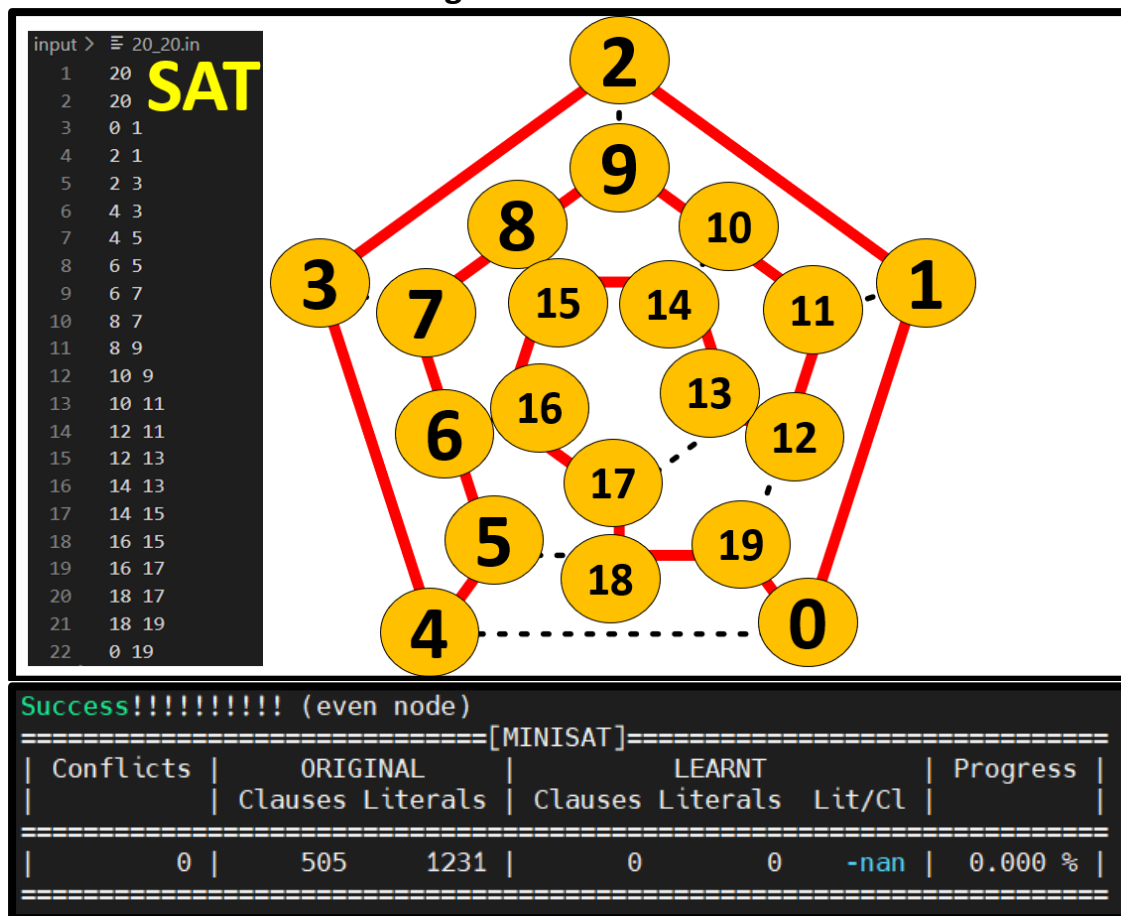 input > 20_20.in
SAT
1 20
2 20
3 0 1
4 2 1
5 2 3
6 4 3
7 4 5
8 6 5
9 6 7
10 8 7
11 8 9
12 10 9
13 10 11
14 12 11
15 12 13
16 14 13
17 14 15
18 16 15
19 16 17
20 18 17
21 18 19
22 0 19
2
9
8
10
3
7
15
14
11
1
16
13
6
12
17
5
19
18
4
0
Success!!!!!!!!!! (even node)
==============================[MINISAT]===============================
| Conflicts | ORIGINAL | LEARNT | Progress |
| | Clauses Literals | Clauses Literals Lit/Cl | |
======================================================================
| 0 | 505 1231 | 0 0 -nan | 0.000 % |
======================================================================